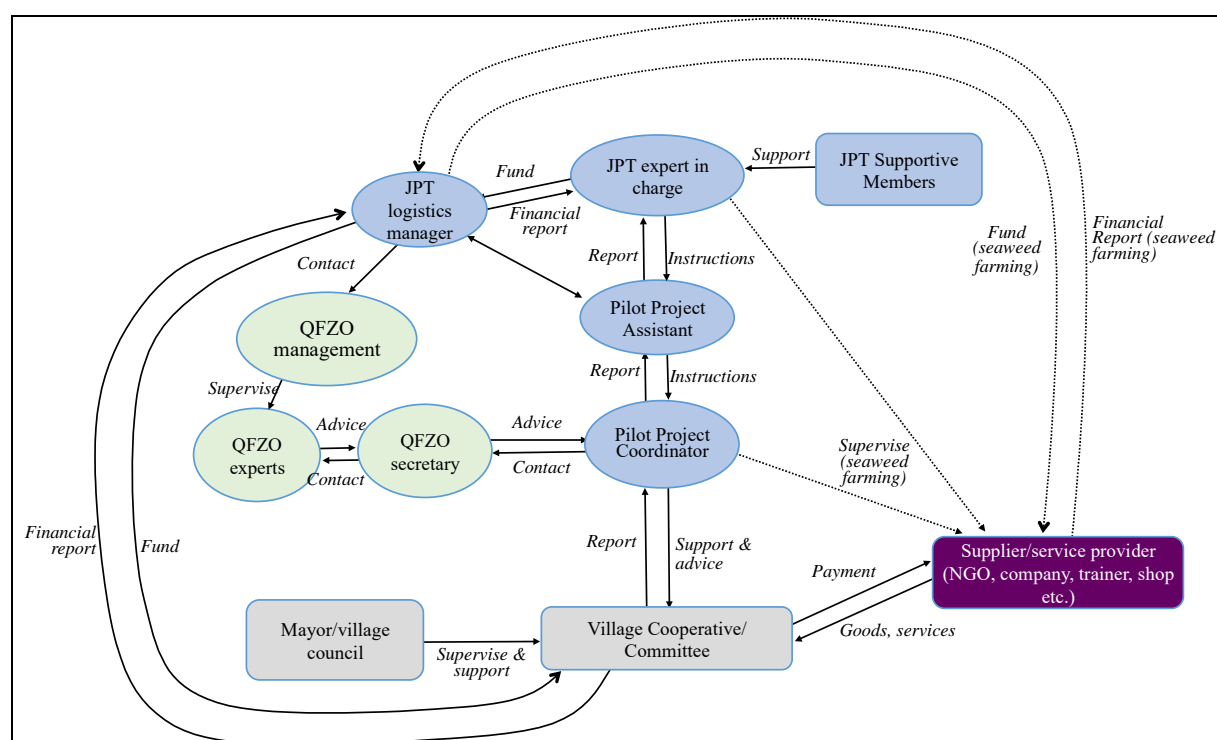 JPT expert in
charge
Support
JPT Supportive
Members
Fund
JPT
logistics
manager
Financial
report
Fund
(seaweed
farming)
Financial
Report (seaweed
farming)
Contact
Report
Instructions
Pilot Project
Assistant
QFZO
management
Report
Instructions
Supervise
QFZO
experts
Advice
Contact
QFZO
secretary
Advice
Contact
Pilot Project
Coordinator
Supervise
(seaweed
farming)
Financial
report
Fund
Report
Support &
advice
Payment
Supplier/service provider
(NGO, company, trainer, shop
etc.)
Goods, services
Mayor/village
council
Supervise &
support
Village Cooperative/
Committee